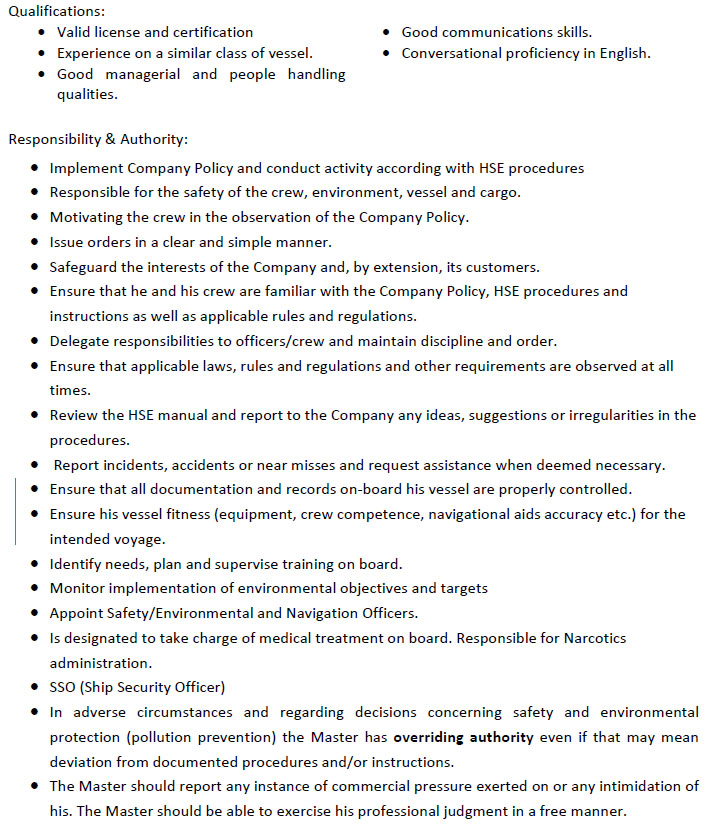 Qualifications:
• Valid license and certification
• Experience on a similar class of vessel.
• Good managerial and people handling
qualities.
• Good communications skills.
• Conversational proficiency in English.
Responsibility & Authority:
• Implement Company Policy and conduct activity according with HSE procedures
• Responsible for the safety of the crew, environment, vessel and cargo.
• Motivating the crew in the observation of the Company Policy.
• Issue orders in a clear and simple manner.
• Safeguard the interests of the Company and, by extension, its customers.
• Ensure that he and his crew are familiar with the Company Policy, HSE procedures and
instructions as well as applicable rules and regulations.
• Delegate responsibilities to officers/crew and maintain discipline and order.
• Ensure that applicable laws, rules and regulations and other requirements are observed at all
times.
• Review the HSE manual and report to the Company any ideas, suggestions or irregularities in the
procedures.
• Report incidents, accidents or near misses and request assistance when deemed necessary.
• Ensure that all documentation and records on-board his vessel are properly controlled.
• Ensure his vessel fitness (equipment, crew competence, navigational aids accuracy etc.) for the
intended voyage.
• Identify needs, plan and supervise training on board.
• Monitor implementation of environmental objectives and targets
• Appoint Safety/Environmental and Navigation Officers.
• Is designated to take charge of medical treatment on board. Responsible for Narcotics
administration.
• SSO (Ship Security Officer)
• In adverse circumstances and regarding decisions concerning safety and environmental
protection (pollution prevention) the Master has overriding authority even if that may mean
deviation from documented procedures and/or instructions.
• The Master should report any instance of commercial pressure exerted on or any intimidation of
his. The Master should be able to exercise his professional judgment in a free manner.